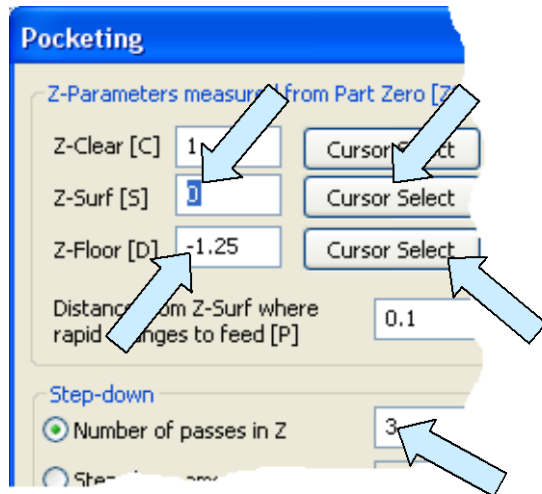 Pocketing
Z-Parameters measured from Part Zero
Z-Clear [C] 1 Cursor Select
Z-Surf [S] 0 Cursor Select
Z-Floor [D] -1.25 Cursor Select
Distance from Z-Surf where
rapid changes to feed [P] 0.1
Step-down
Number of passes in Z 3